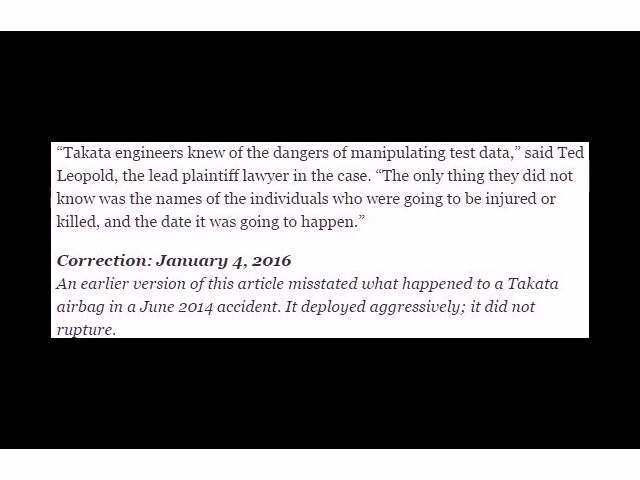 “Takata engineers knew of the dangers of manipulating test data,” said Ted
Leopold, the lead plaintiff lawyer in the case. “The only thing they did not
know was the names of the individuals who were going to be injured or
killed, and the date it was going to happen.”
Correction: January 4, 2016
An earlier version of this article misstated what happened to a Takata
airbag in a June 2014 accident. It deployed aggressively; it did not
rupture.